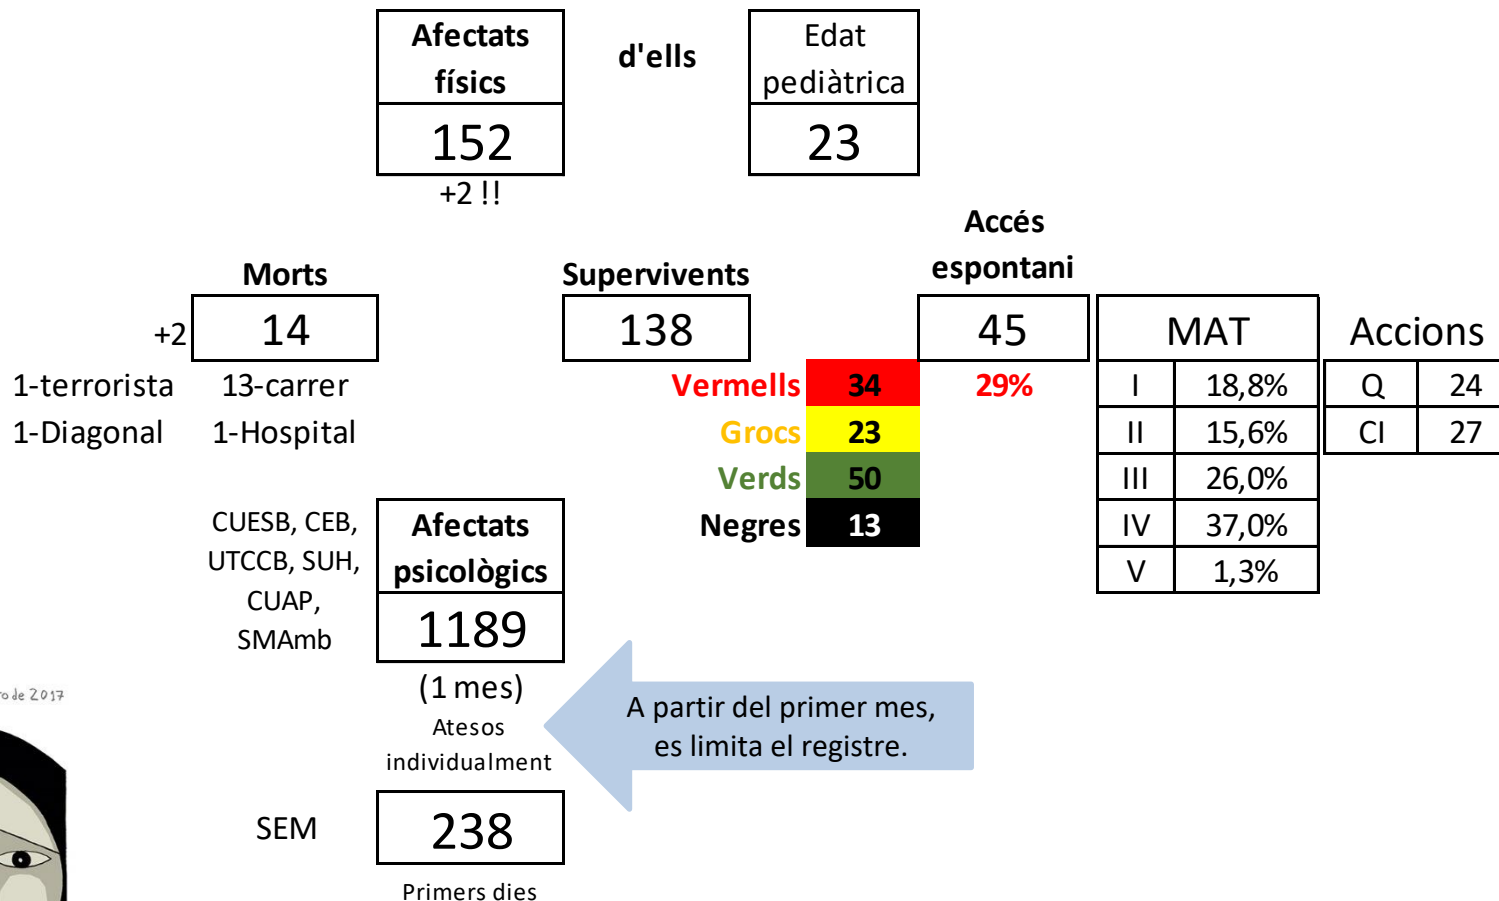 Afectats
físics
152
+2 !!
d'ells
Edat
pediàtrica
23
Morts
+2 14
1-terrorista 13-carrer
1-Diagonal 1-Hospital
Supervivents
138
Vermells 34
Grocs 23
Verds 50
Negres 13
Accés
espontani
45
29%
MAT
I 18,8%
II 15,6%
III 26,0%
IV 37,0%
V 1,3%
Accions
Q 24
CI 27
CUESB, CEB,
UTCCB, SUH,
CUAP,
SMAmb
Afectats
psicològics
1189
(1 mes)
Atesos
individualment
A partir del primer mes,
es limita el registre.
SEM 238
Primers dies
de 2017